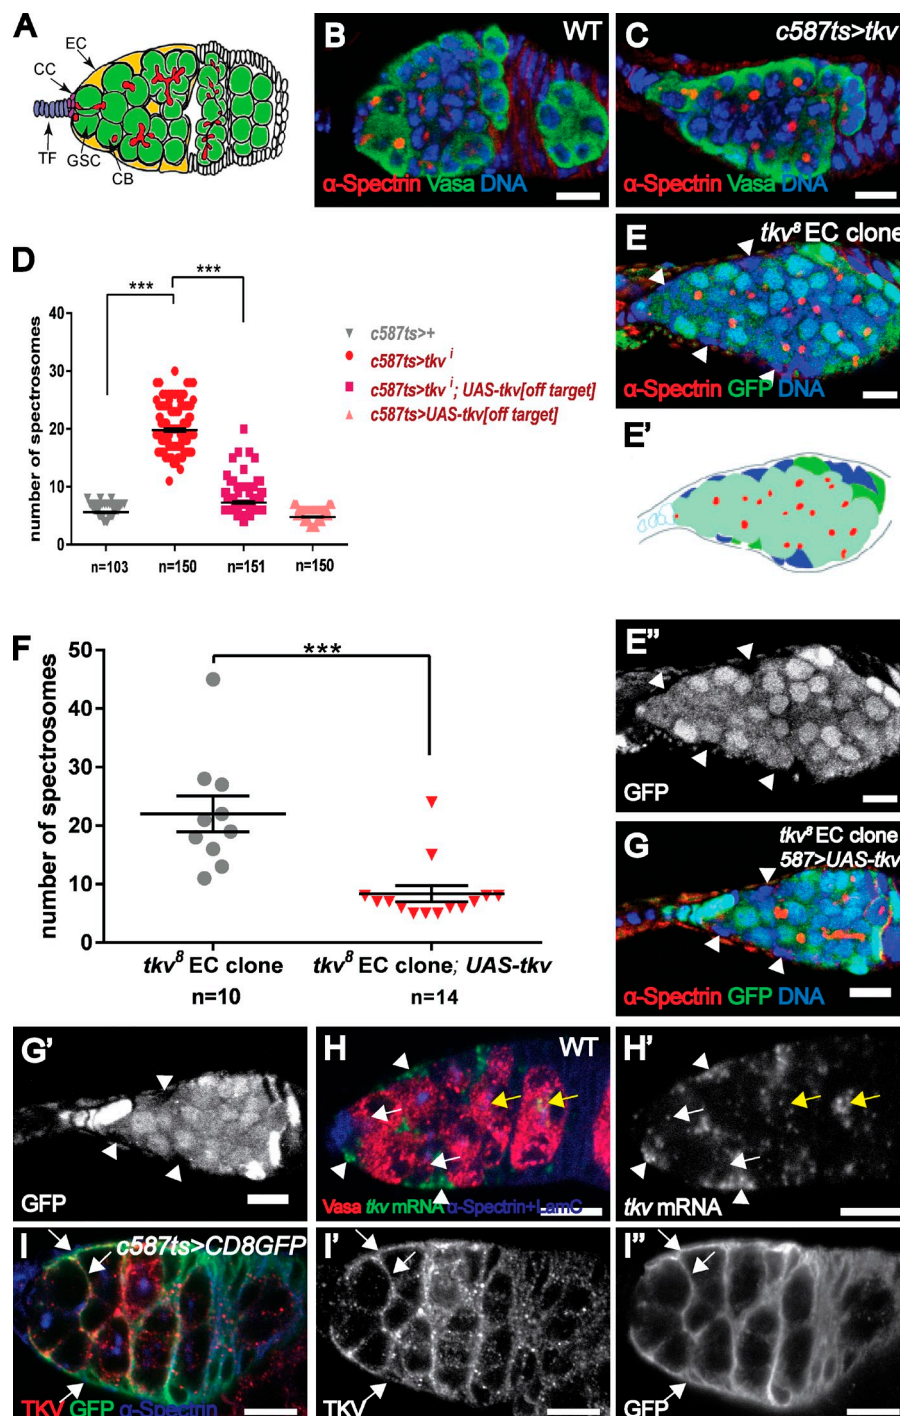 A
EC
CC
TF
GSC
CB
B
WT
α-Spectrin Vasa DNA
C
c587ts>tkv
α-Spectrin Vasa DNA
D
number of spectrosomes
40
30
20
10
0
***
***
n=103
n=150
n=151
n=150
c587ts>+
c587ts>tkv i
c587ts>tkv i; UAS-tkv[off target]
c587ts>UAS-tkv[off target]
E
tkv8 EC clone
α-Spectrin GFP DNA
E'
F
number of spectrosomes
50
40
30
20
10
0
***
tkv8 EC clone
n=10
tkv8 EC clone; UAS-tkv
n=14
E''
GFP
G
tkv8 EC clone
587>UAS-tkv
α-Spectrin GFP DNA
G'
GFP
H
WT
Vasa tkv mRNA α-Spectrin+LamC
H'
tkv mRNA
I
c587ts>CD8GFP
TKV GFP α-Spectrin
I'
TKV
I''
GFP